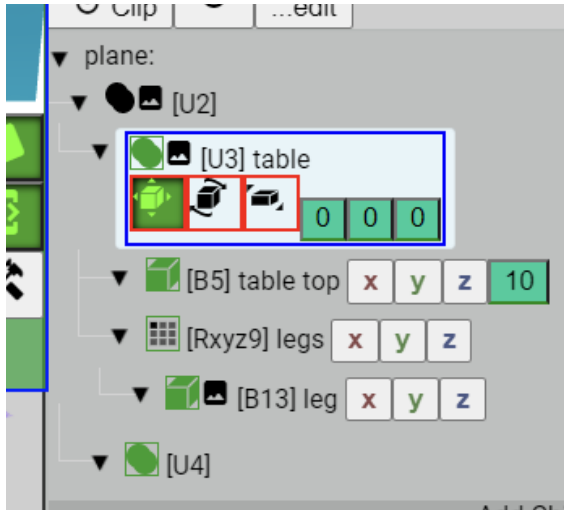 Clip ...edit
plane:
[U2]
[U3] table
0 0 0
[B5] table top x y z 10
[Rxyz9] legs x y z
[B13] leg x y z
[U4]